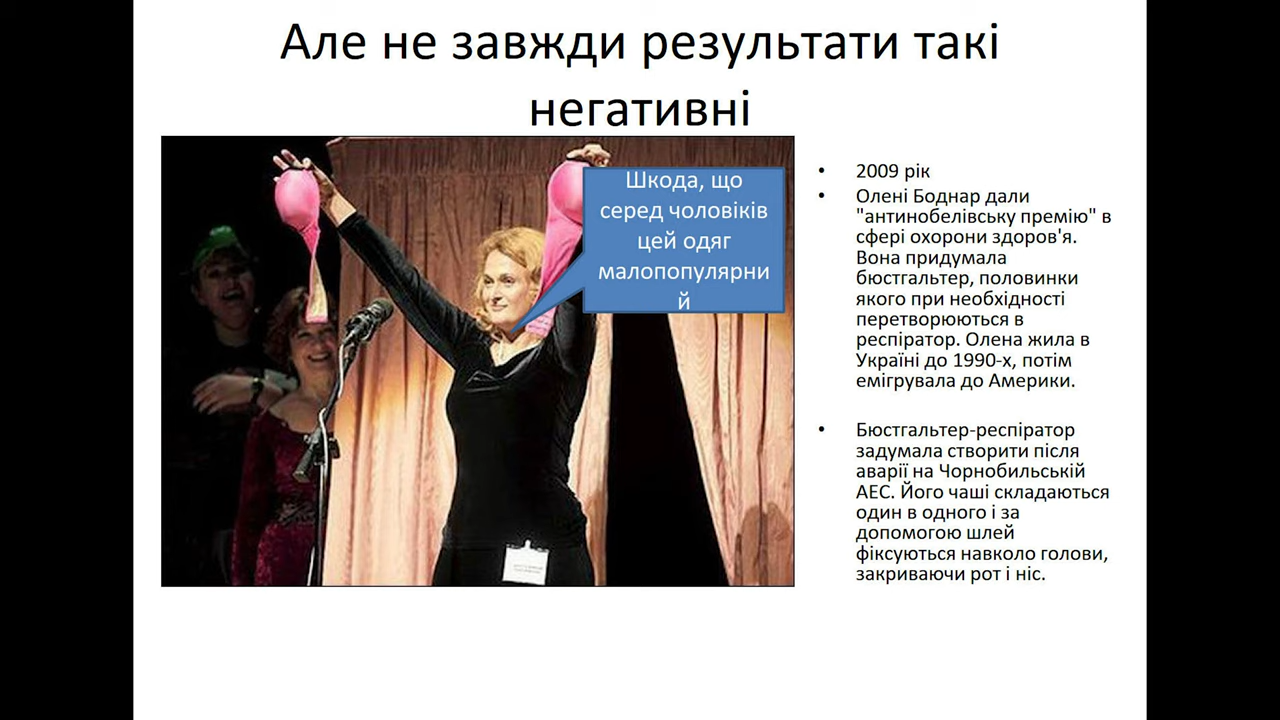 Але не завжди результати такі
негативні
Шкода, що
серед чоловіків
цей одяг
малопопулярни
й
• 2009 рік
• Олені Боднар дали
"антинобелівську премію" в
сфері охорони здоров'я.
Вона придумала
бюстгальтер, половинки
якого при необхідності
перетворюються в
респіратор. Олена жила в
Україні до 1990-х, потім
емігрувала до Америки.
• Бюстгальтер-респіратор
задумала створити після
аварії на Чорнобильській
АЕС. Його чаші складаються
один в одного і за
допомогою шлей
фіксуються навколо голови,
закриваючи рот і ніс.